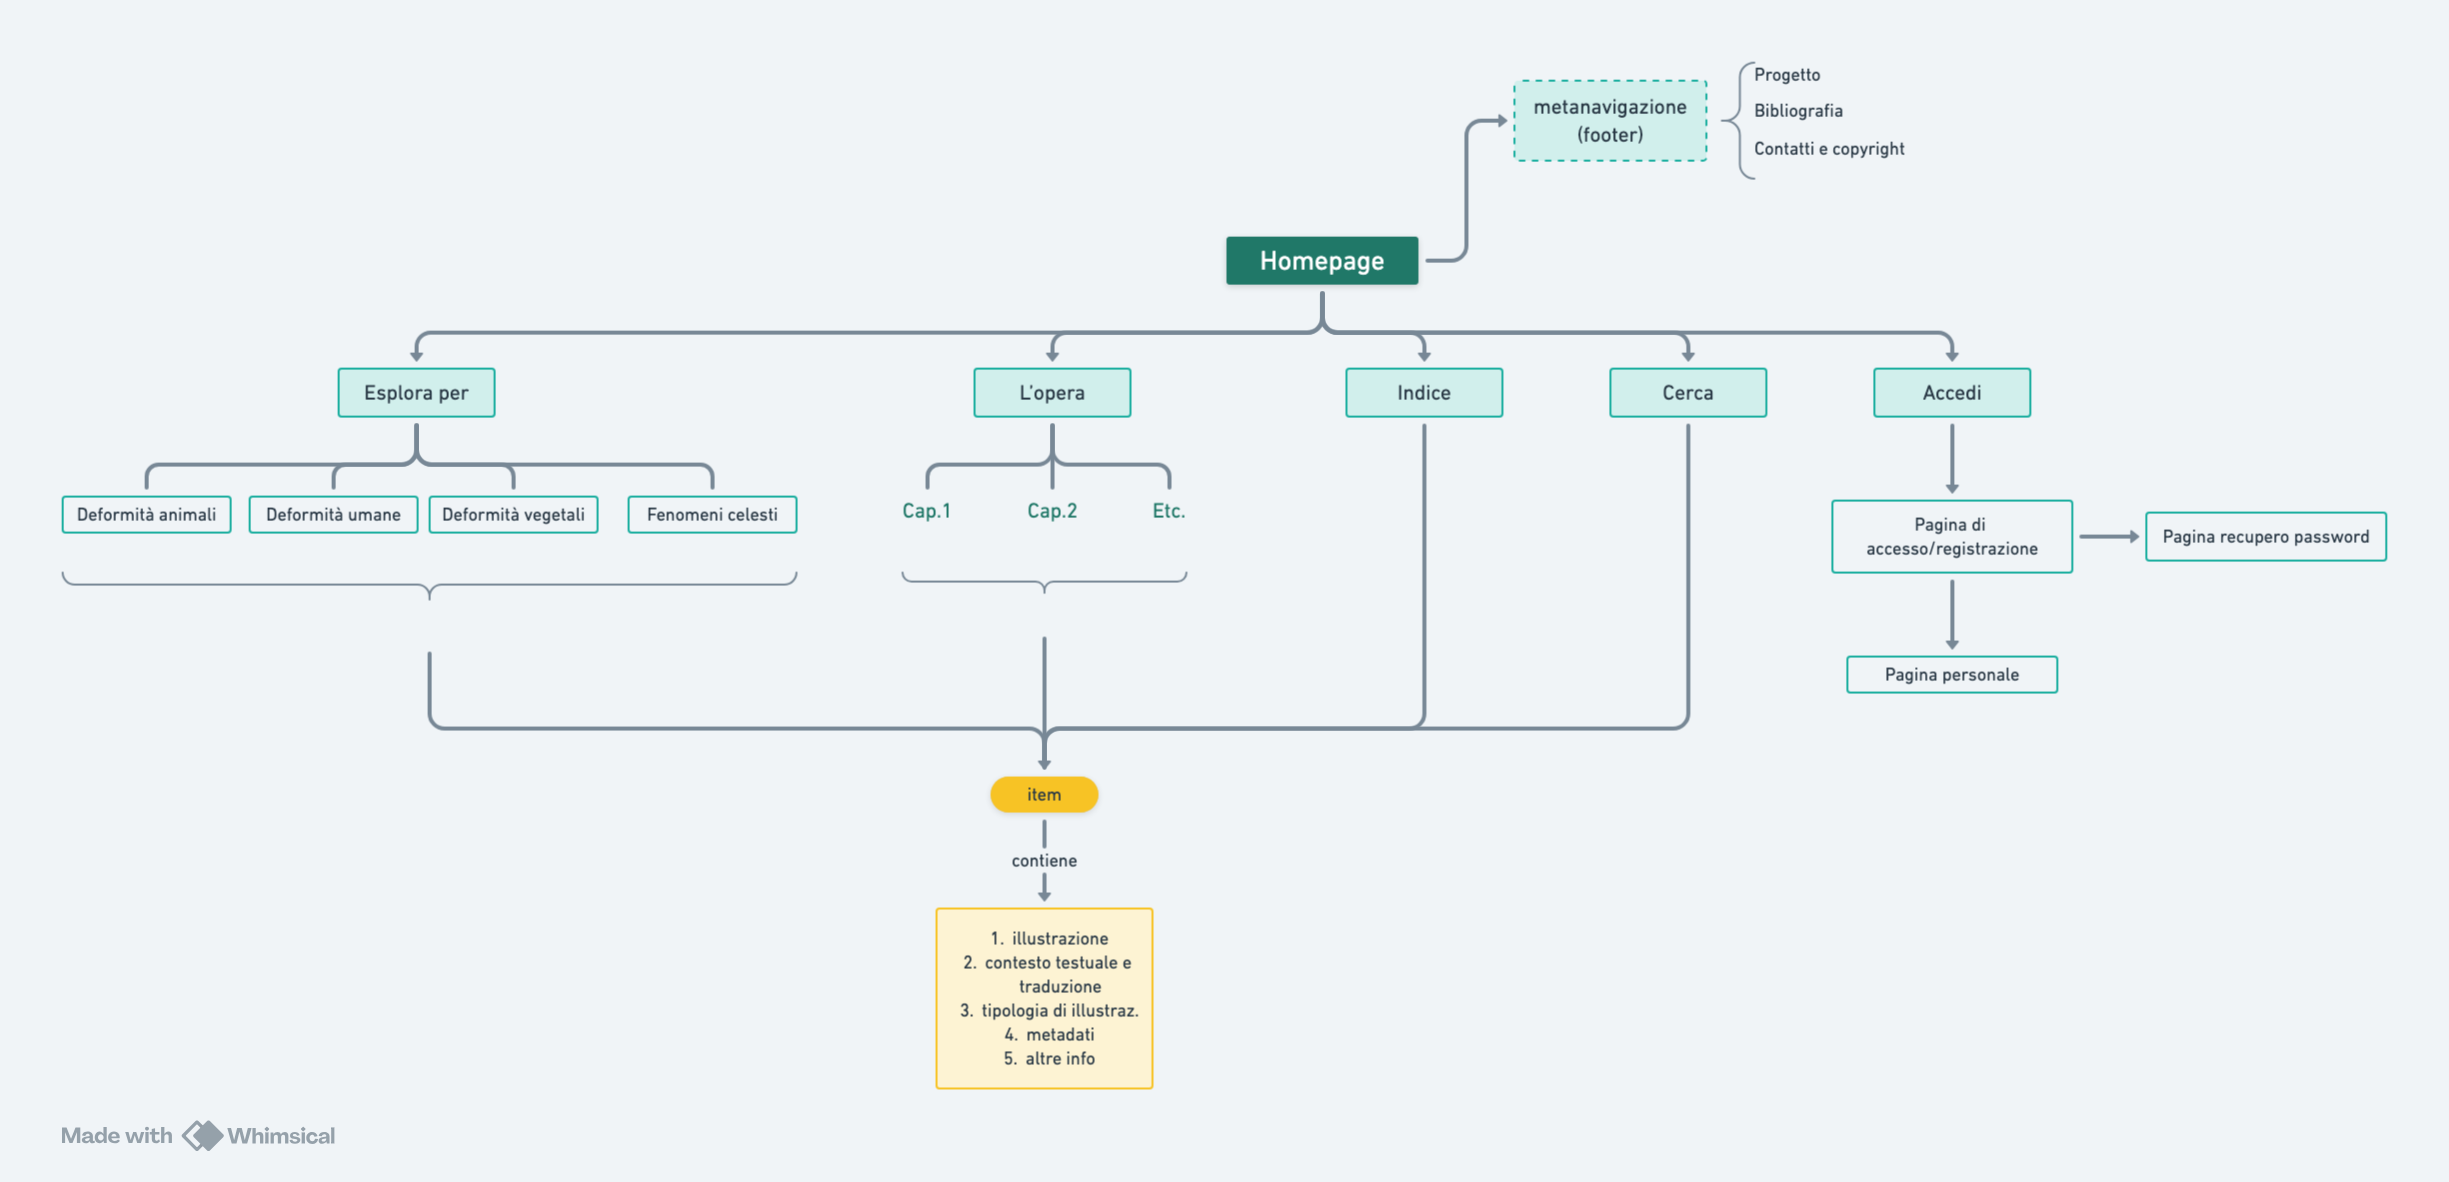 Progetto
metanavigazione
(footer)
Bibliografia
Contatti e copyright
Homepage
Esplora per
L'opera
Indice
Cerca
Accedi
Deformità animali
Deformità umane
Deformità vegetali
Fenomeni celesti
Cap.1
Cap.2
Etc.
Pagina di
accesso/registrazione
Pagina recupero password
Pagina personale
item
contiene
1. illustrazione
2. contesto testuale e
traduzione
3. tipologia di illustraz.
4. metadati
5. altre info
Made with Whimsical